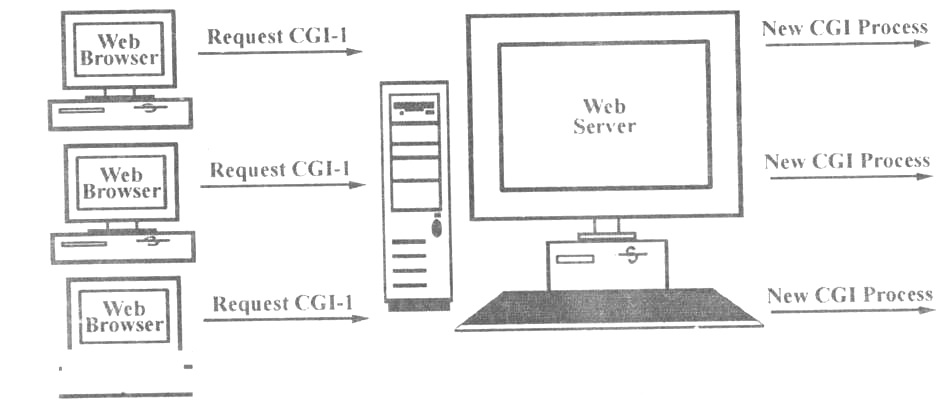 Web
Browser
Request CGI-1
New CGI Process
Web
Server
Web
Browser
Request CGI-1
New CGI Process
Web
Browser
Request CGI-1
New CGI Process